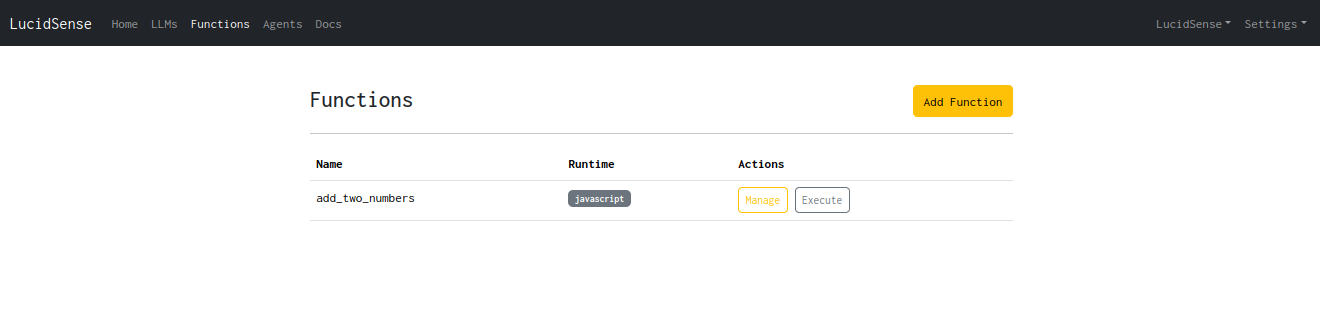 LucidSense Home LLMs Functions Agents Docs LucidSense Settings
Functions Add Function
Name Runtime Actions
add_two_numbers javascript Manage Execute